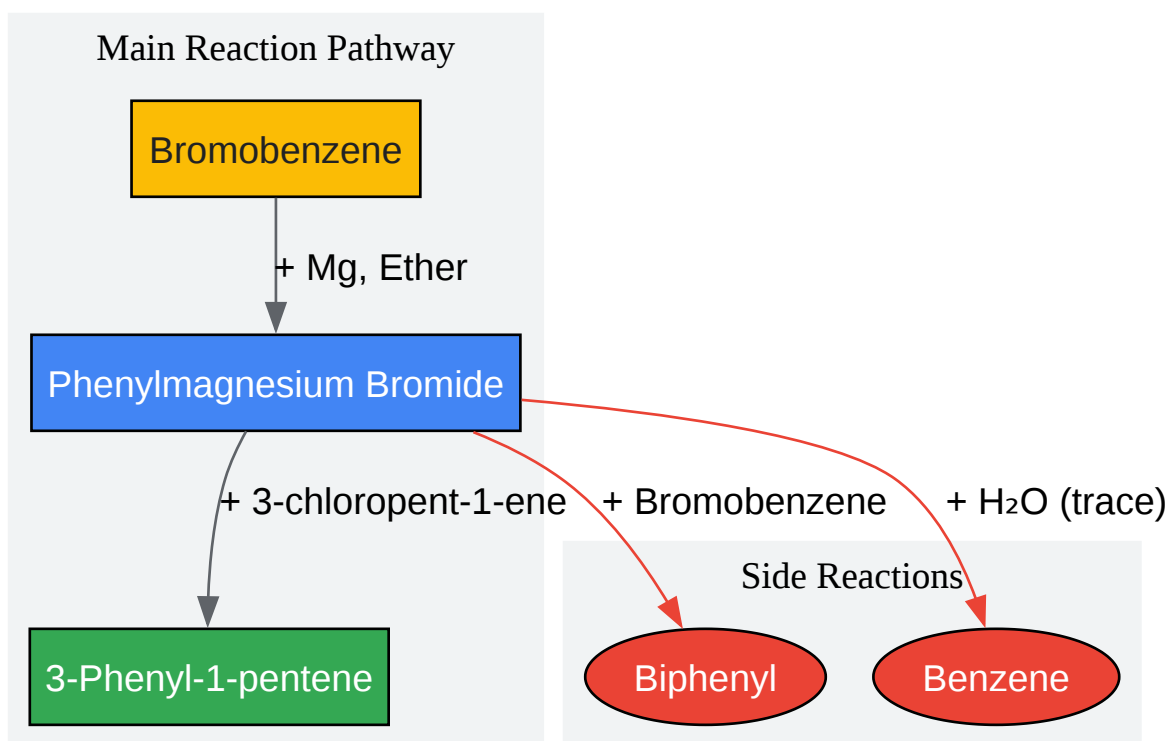 Main Reaction Pathway
Bromobenzene
+ Mg, Ether
Phenylmagnesium Bromide
+ 3-chloropent-1-ene
+ Bromobenzene
+ H₂O (trace)
Side Reactions
3-Phenyl-1-pentene
Biphenyl
Benzene